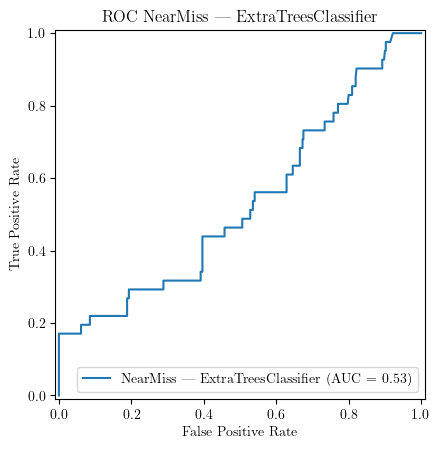 ROC NearMiss — ExtraTreesClassifier
1.0
0.8
0.6
0.4
0.2
0.0
True Positive Rate
NearMiss — ExtraTreesClassifier (AUC = 0.53)
0.0 0.2 0.4 0.6 0.8 1.0
False Positive Rate